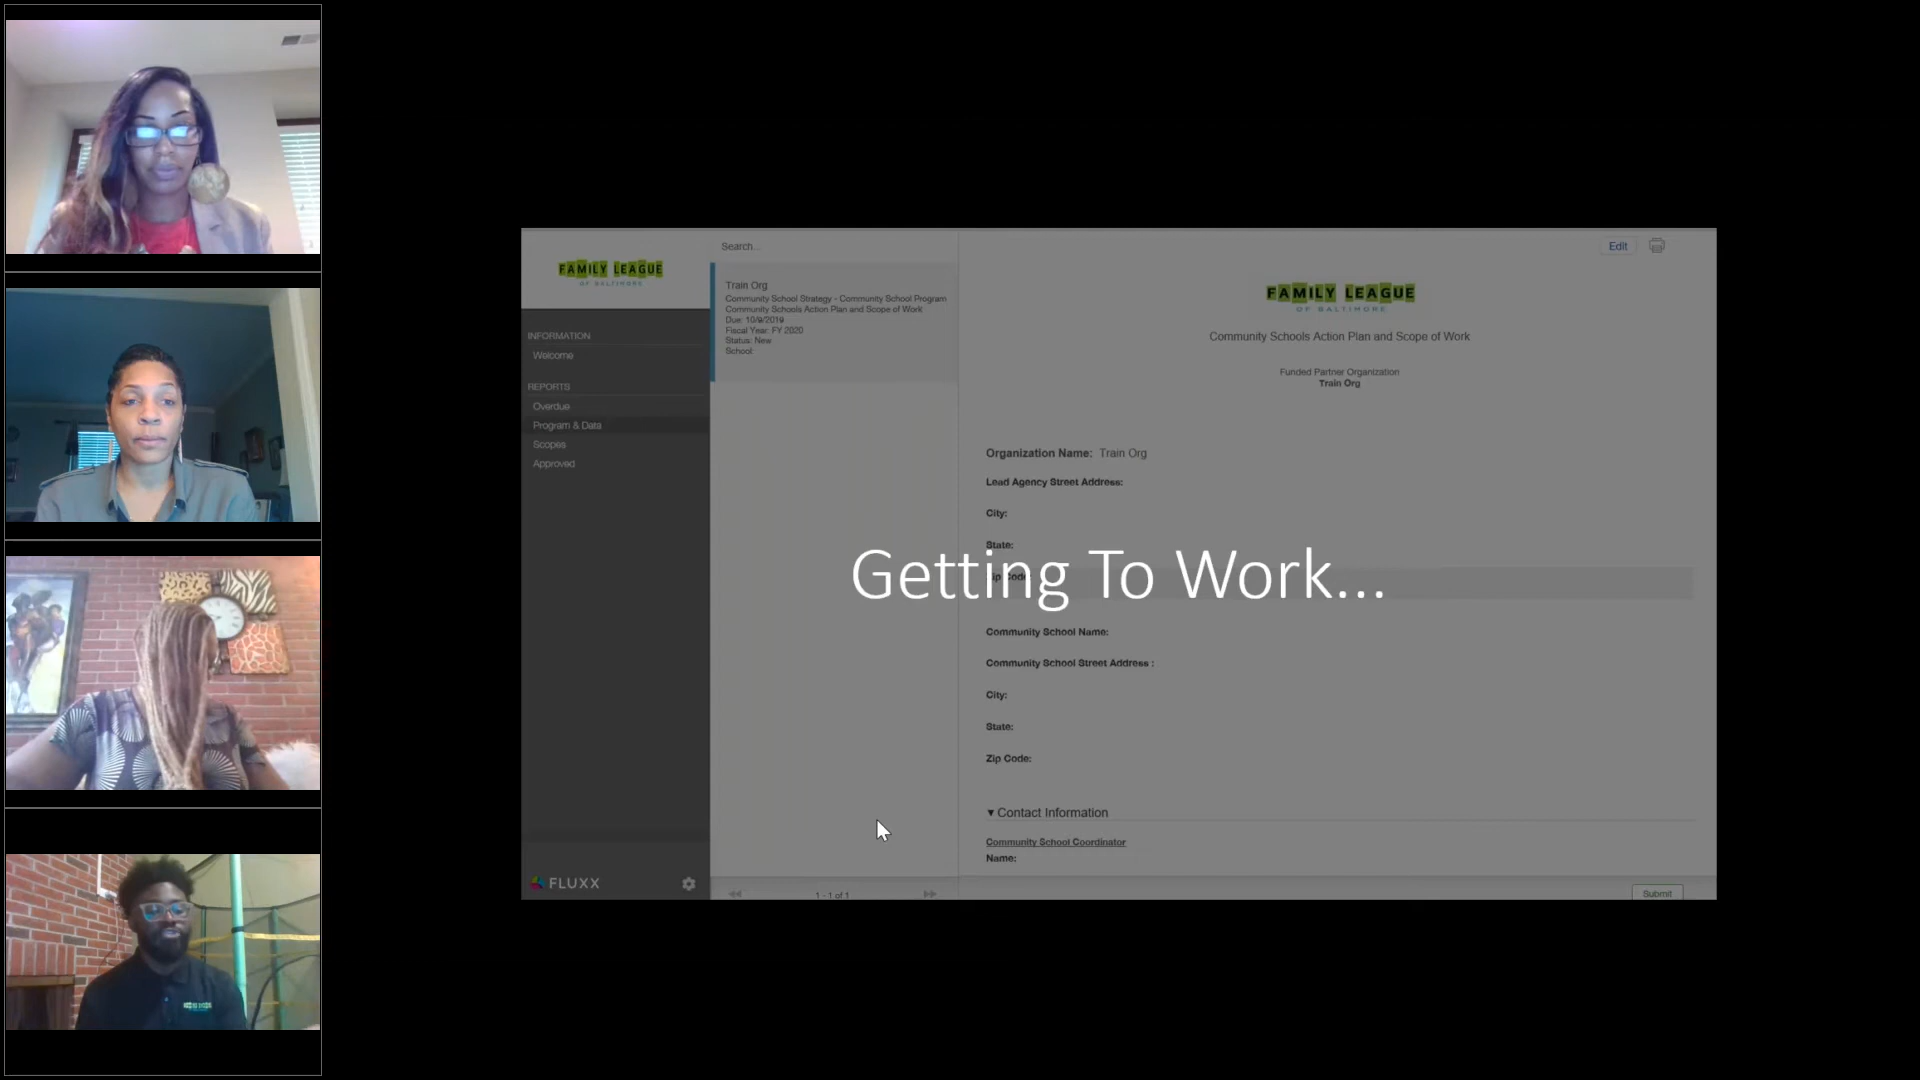 FAMILY LEAGUE
OF BALTIMORE
INFORMATION
Welcome
REPORTS
Overdue
Program & Data
Scopes
Approved
FLUXX
Search...
Train Org
Community School Strategy - Community School Program
Community Schools Action Plan and Scope of Work
Due: 10/9/2019
Fiscal Year: FY 2020
Status: New
School:
1 - 1 of 1
Edit
FAMILY LEAGUE
OF BALTIMORE
Community Schools Action Plan and Scope of Work
Funded Partner Organization
Train Org
Organization Name: Train Org
Lead Agency Street Address:
City:
State:
Zip Code:
Getting To Work...
Community School Name:
Community School Street Address :
City:
State:
Zip Code:
Contact Information
Community School Coordinator
Name:
Submit